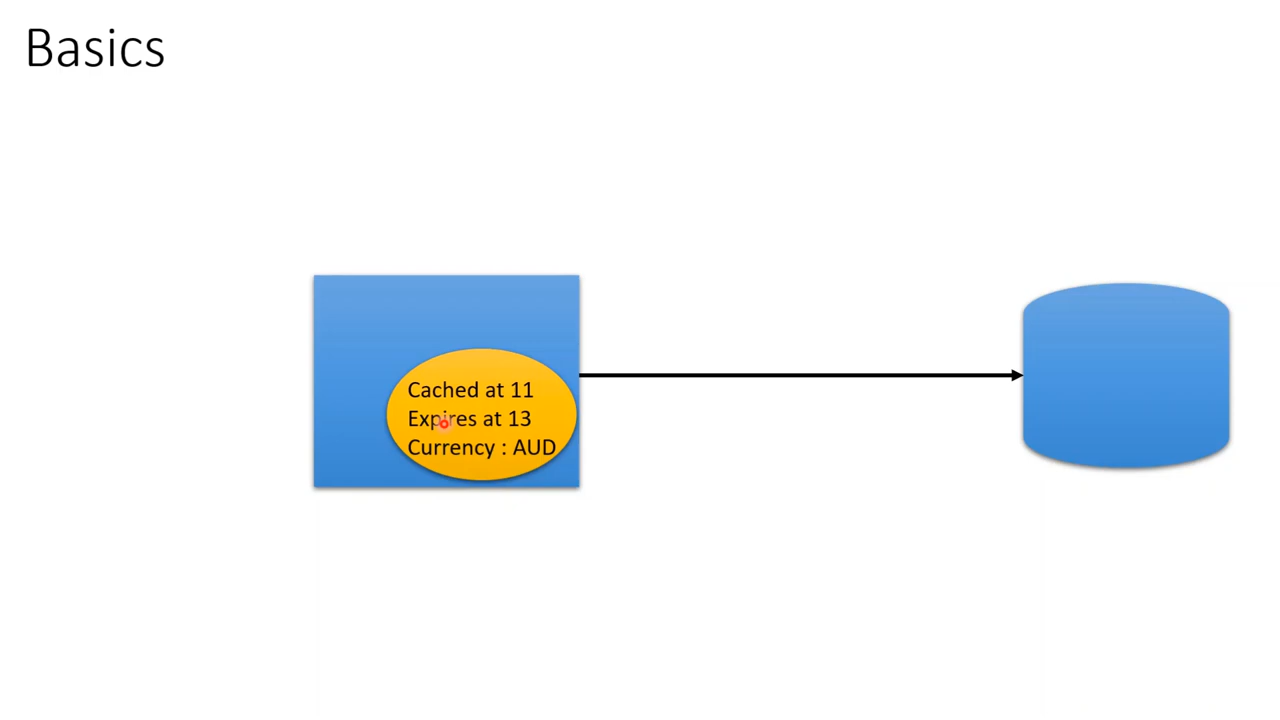 Basics
Cached at 11
Expires at 13
Currency : AUD